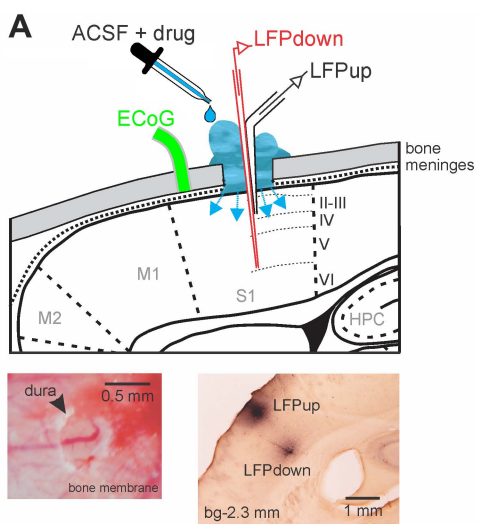 A
ACSF + drug
LFPdown
LFPup
ECoG
bone
meninges
II-III
IV
V
VI
M1
S1
M2
HPC
dura
0.5 mm
bone membrane
LFPup
LFPdown
bg-2.3 mm
1 mm